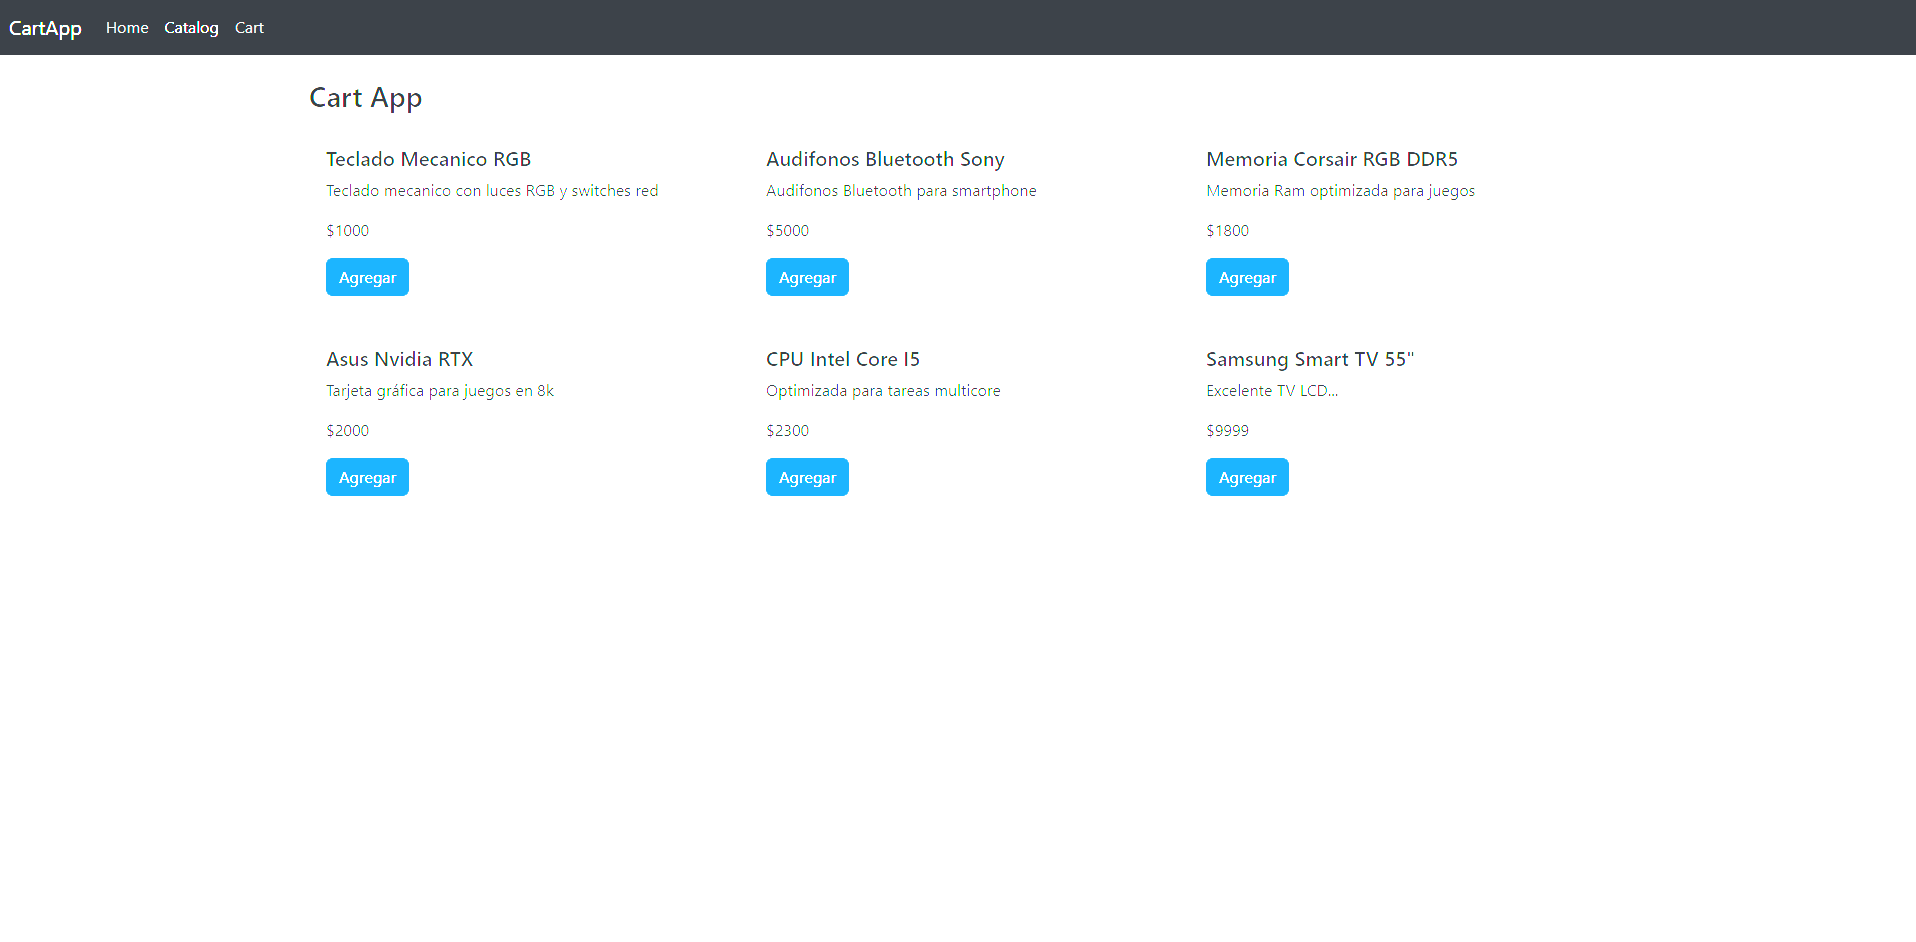 CartApp Home Catalog Cart
Cart App
Teclado Mecanico RGB
Teclado mecanico con luces RGB y switches red
$1000
Agregar
Audifonos Bluetooth Sony
Audifonos Bluetooth para smartphone
$5000
Agregar
Memoria Corsair RGB DDR5
Memoria Ram optimizada para juegos
$1800
Agregar
Asus Nvidia RTX
Tarjeta gráfica para juegos en 8k
$2000
Agregar
CPU Intel Core I5
Optimizada para tareas multicore
$2300
Agregar
Samsung Smart TV 55"
Excelente TV LCD...
$9999
Agregar